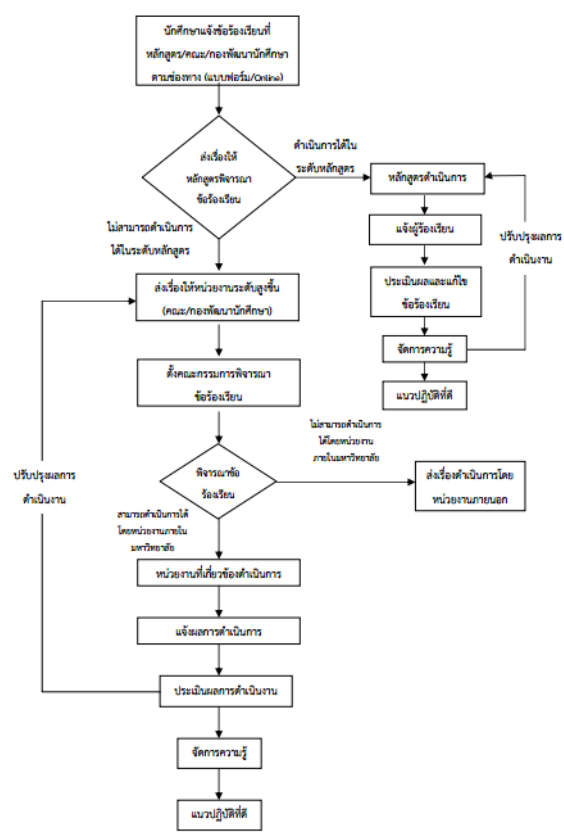 นักศึกษาแจ้งข้อร้องเรียนที่
หลักสูตร/คณะ/กองพัฒนานักศึกษา
ตามช่องทาง (แบบฟอร์ม/Online)
ส่งเรื่องให้
หลักสูตรพิจารณา
ข้อร้องเรียน
ดำเนินการได้ใน
ระดับหลักสูตร
หลักสูตรดำเนินการ
แจ้งผู้ร้องเรียน
ประเมินผลและแก้ไข
ข้อร้องเรียน
จัดการความรู้
แนวปฏิบัติที่ดี
ปรับปรุงผลการ
ดำเนินงาน
ไม่สามารถดำเนินการ
ได้ในระดับหลักสูตร
ส่งเรื่องให้หน่วยงานระดับสูงขึ้น
(คณะ/กองพัฒนานักศึกษา)
ตั้งคณะกรรมการพิจารณา
ข้อร้องเรียน
พิจารณาข้อ
ร้องเรียน
ไม่สามารถดำเนินการ
ได้โดยหน่วยงาน
ภายในมหาวิทยาลัย
ส่งเรื่องดำเนินการโดย
หน่วยงานภายนอก
สามารถดำเนินการได้
โดยหน่วยงานภายใน
มหาวิทยาลัย
หน่วยงานที่เกี่ยวข้องดำเนินการ
แจ้งผลการดำเนินการ
ประเมินผลการดำเนินงาน
จัดการความรู้
แนวปฏิบัติที่ดี
ปรับปรุงผลการ
ดำเนินงาน